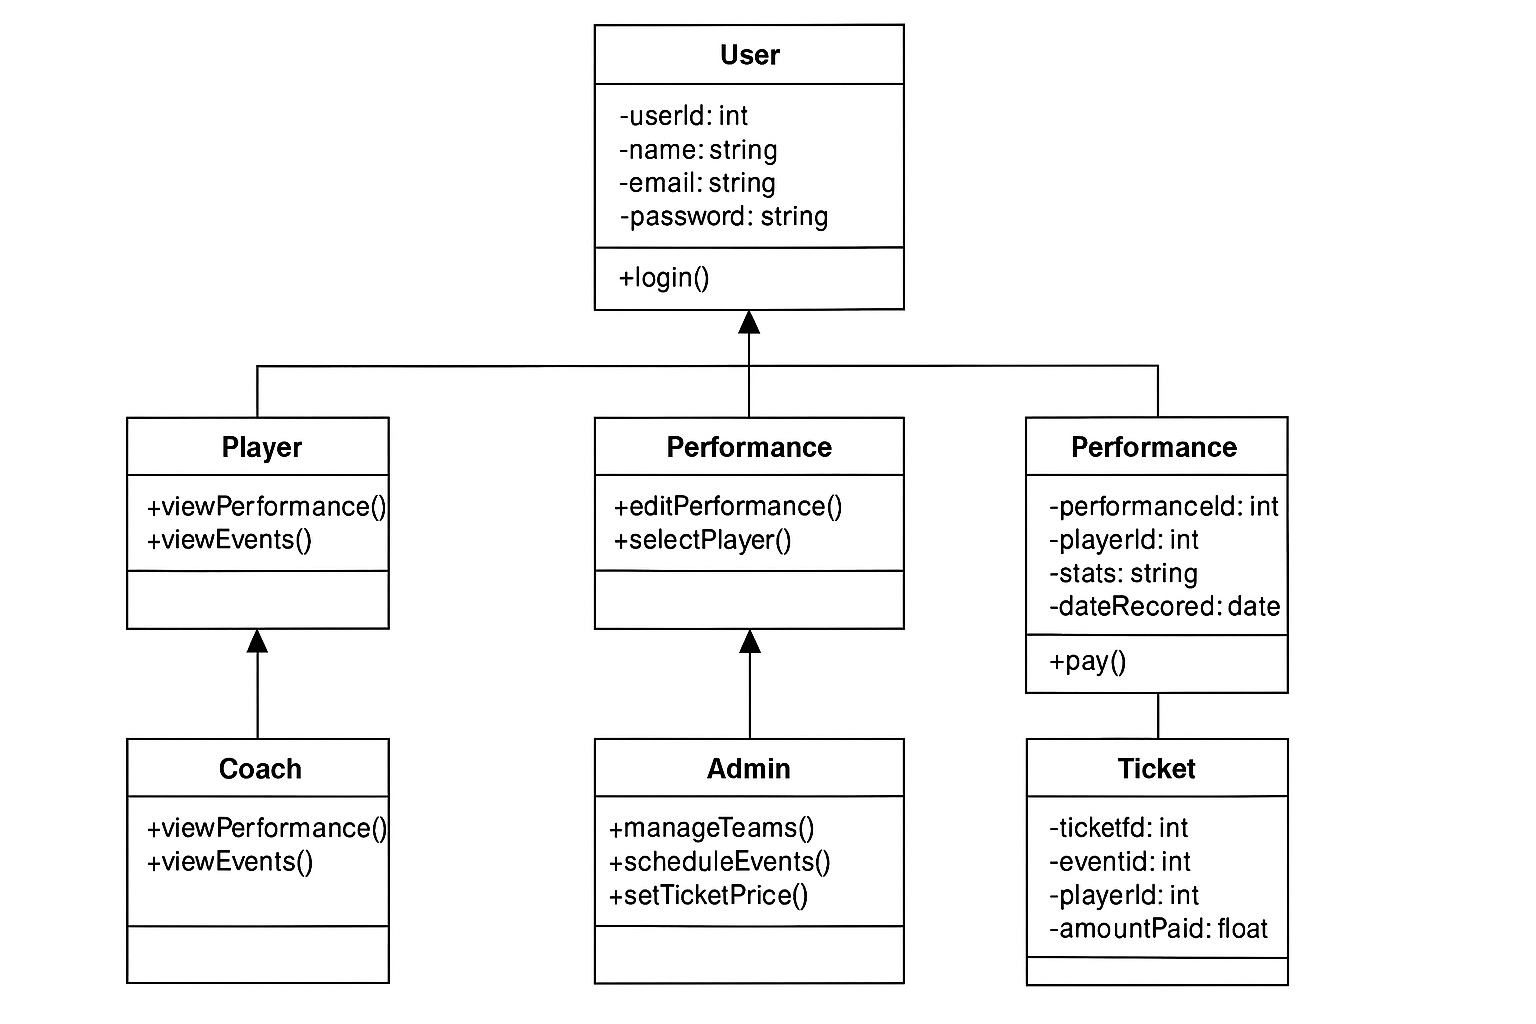 User
-userId: int
-name: string
-email: string
-password: string
+login()
Player
+viewPerformance()
+viewEvents()
Performance
+editPerformance()
+selectPlayer()
Performance
-performanceId: int
-playerId: int
-stats: string
-dateRecored: date
+pay()
Coach
+viewPerformance()
+viewEvents()
Admin
+manageTeams()
+scheduleEvents()
+setTicketPrice()
Ticket
-ticketfd: int
-eventid: int
-playerId: int
-amountPaid: float